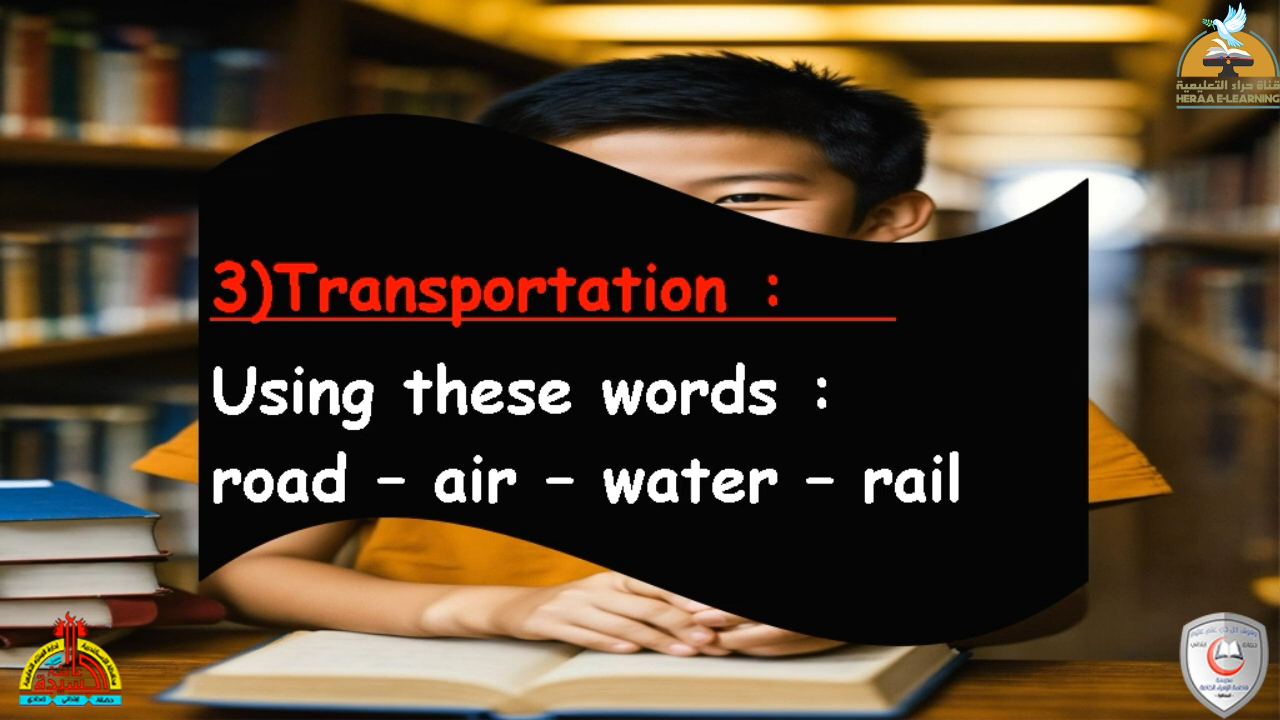 قناة حراء التعليمية
HERAA E-LEARNING
3)Transportation :
Using these words :
road – air – water – rail